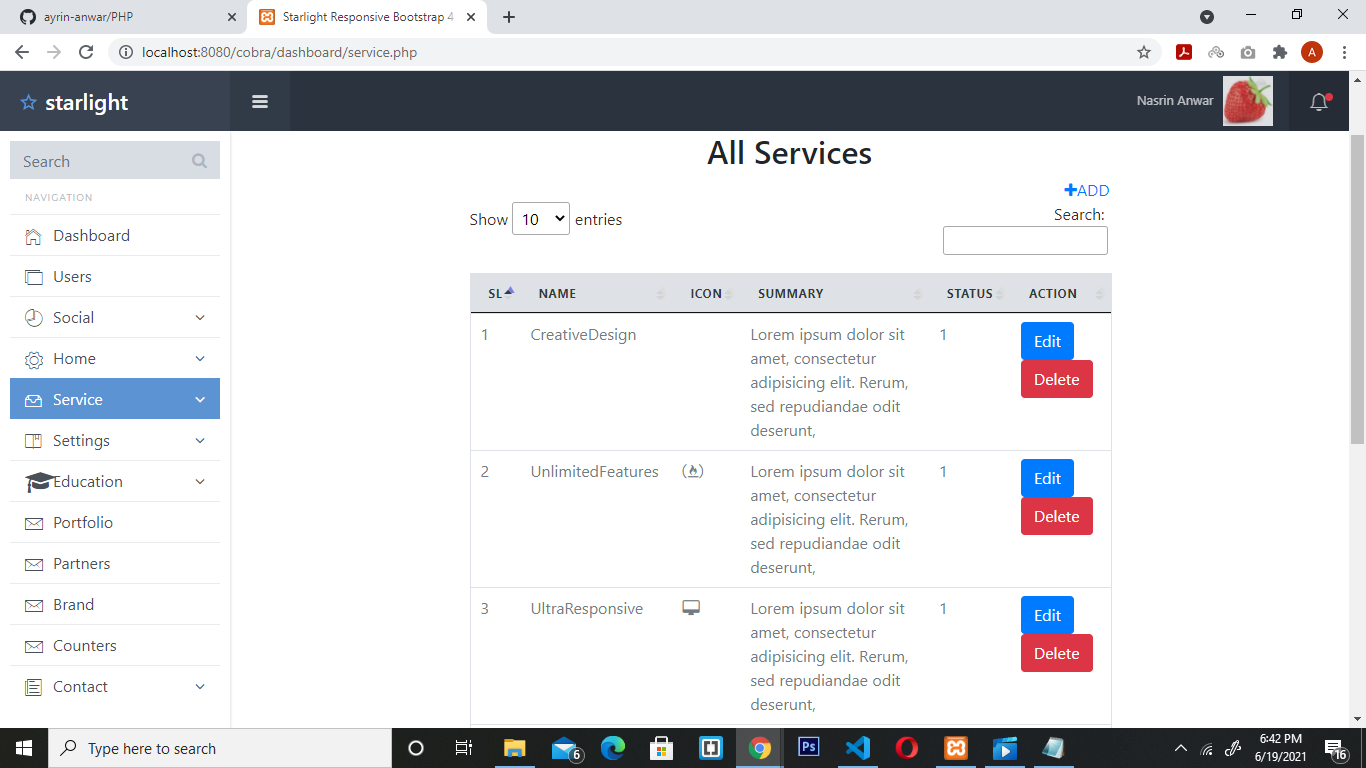 ayrin-anwar/PHP
Starlight Responsive Bootstrap 4
localhost:8080/cobra/dashboard/service.php
A
starlight
Nasrin Anwar
Search
NAVIGATION
Dashboard
Users
Social
Home
Service
Settings
Education
Portfolio
Partners
Brand
Counters
Contact
All Services
ADD
Show 10 entries
Search:
SL NAME ICON SUMMARY STATUS ACTION
1 CreativeDesign Lorem ipsum dolor sit 1 Edit
amet, consectetur
adipisicing elit. Rerum, Delete
sed repudiandae odit
deserunt,
2 UnlimitedFeatures Lorem ipsum dolor sit 1 Edit
amet, consectetur
adipisicing elit. Rerum, Delete
sed repudiandae odit
deserunt,
3 UltraResponsive Lorem ipsum dolor sit 1 Edit
amet, consectetur
adipisicing elit. Rerum, Delete
sed repudiandae odit
deserunt,
Type here to search
6
Ps
6:42 PM
6/19/2021
16